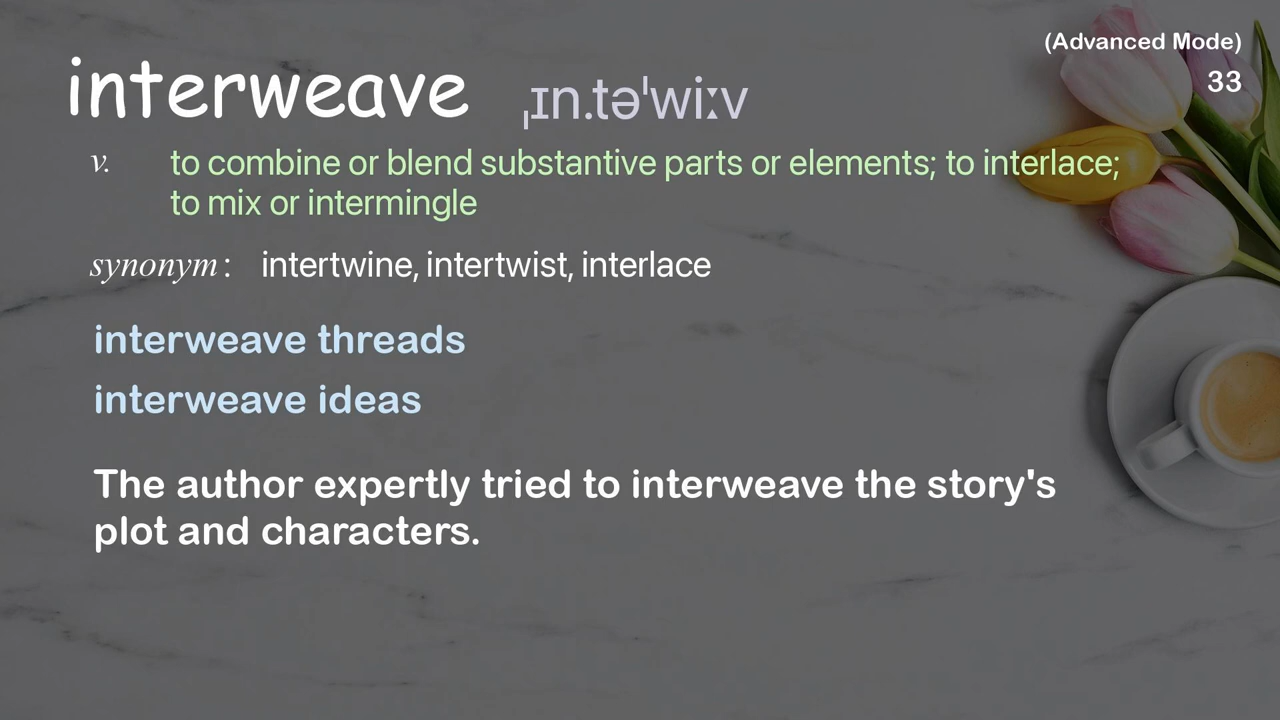 (Advanced Mode)
33
interweave ˌɪn.təˈwiːv
v. to combine or blend substantive parts or elements; to interlace;
to mix or intermingle
synonym : intertwine, intertwist, interlace
interweave threads
interweave ideas
The author expertly tried to interweave the story's
plot and characters.